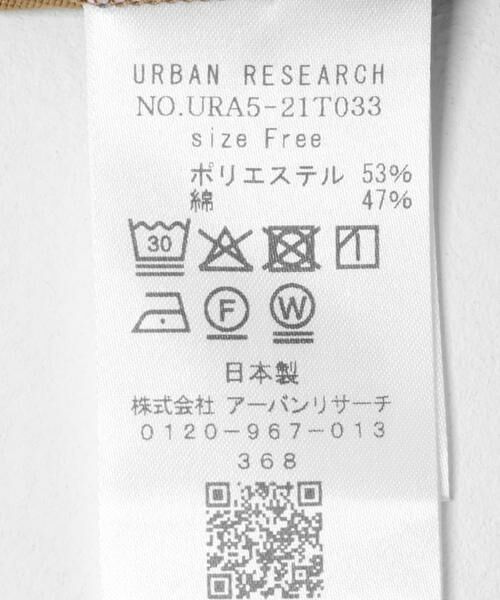 URBAN RESEARCH
NO.URA5-21T033
size Free
ポリエステル 53%
綿 47%
30
F W
日本製
株式会社 アーバンリサーチ
0120-967-013
368